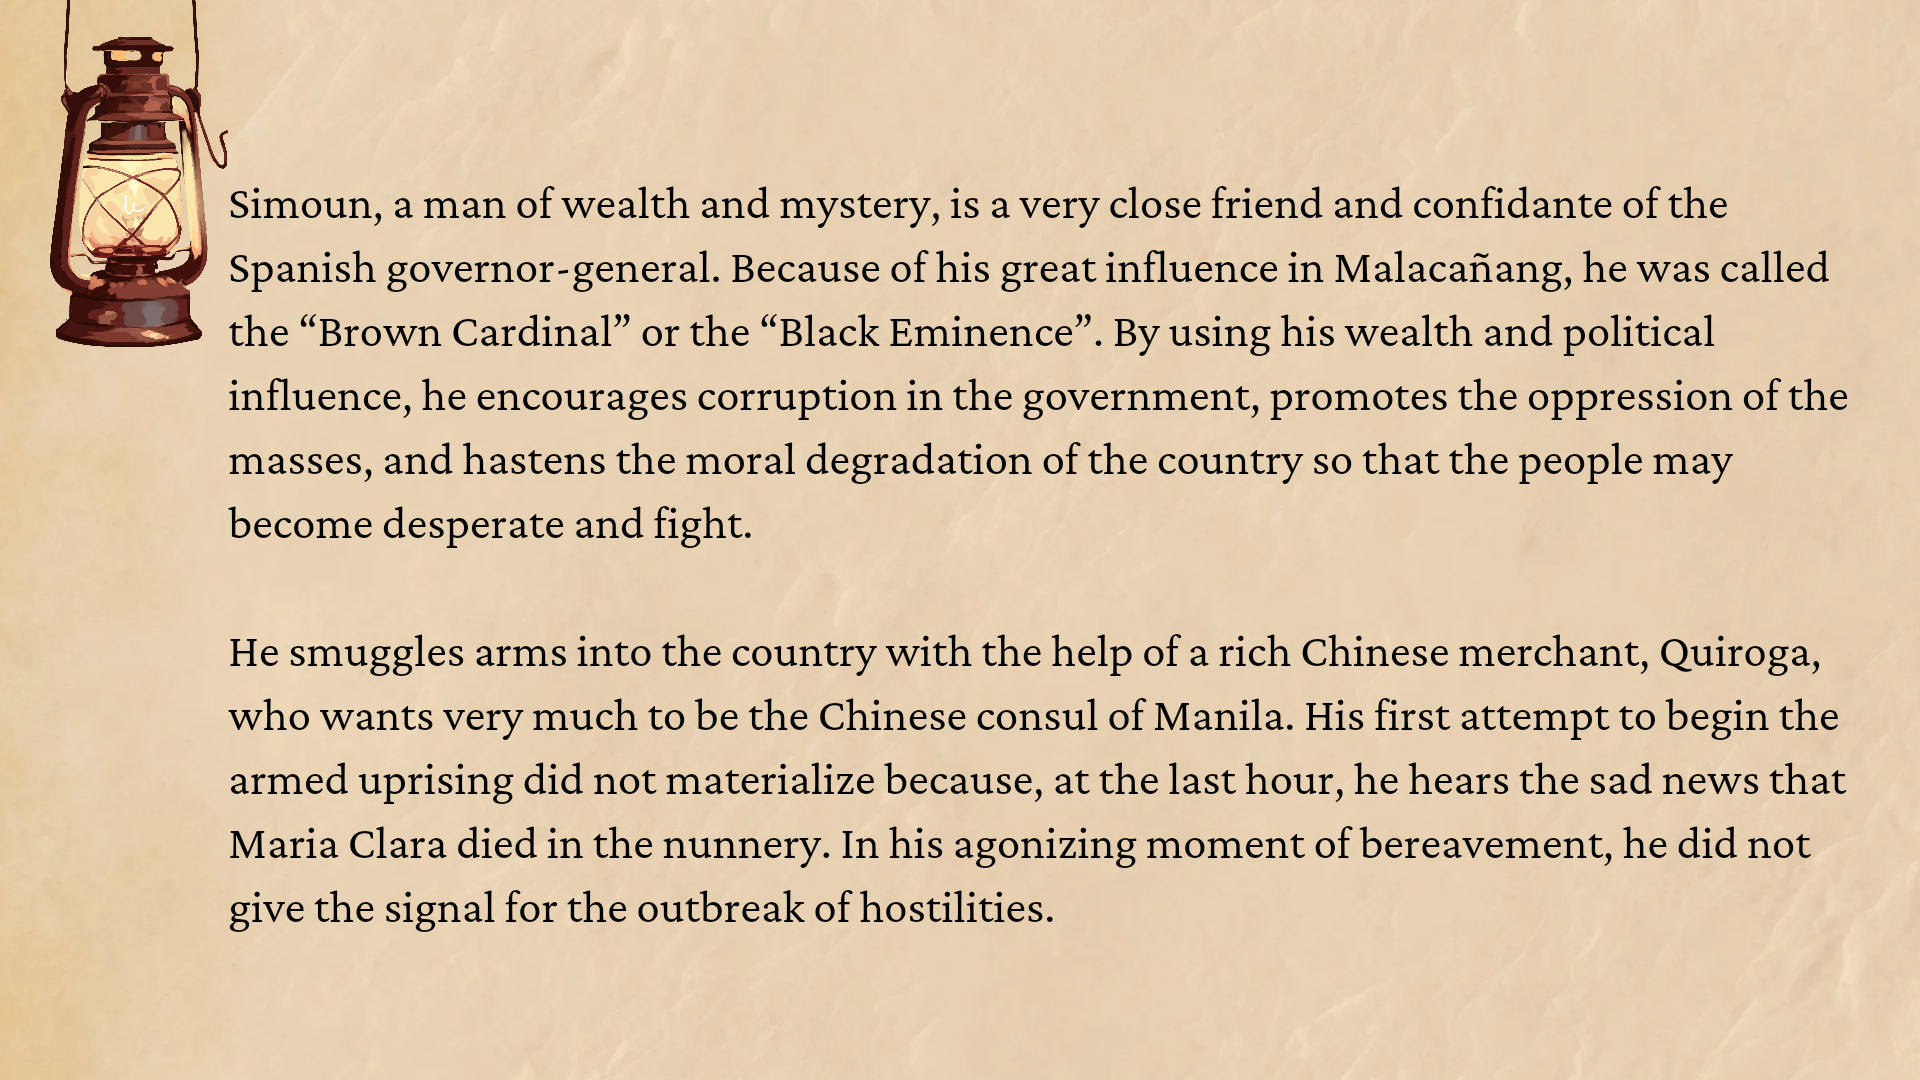 Simoun, a man of wealth and mystery, is a very close friend and confidante of the
Spanish governor-general. Because of his great influence in Malacañang, he was called
the “Brown Cardinal” or the “Black Eminence”. By using his wealth and political
influence, he encourages corruption in the government, promotes the oppression of the
masses, and hastens the moral degradation of the country so that the people may
become desperate and fight.
He smuggles arms into the country with the help of a rich Chinese merchant, Quiroga,
who wants very much to be the Chinese consul of Manila. His first attempt to begin the
armed uprising did not materialize because, at the last hour, he hears the sad news that
Maria Clara died in the nunnery. In his agonizing moment of bereavement, he did not
give the signal for the outbreak of hostilities.